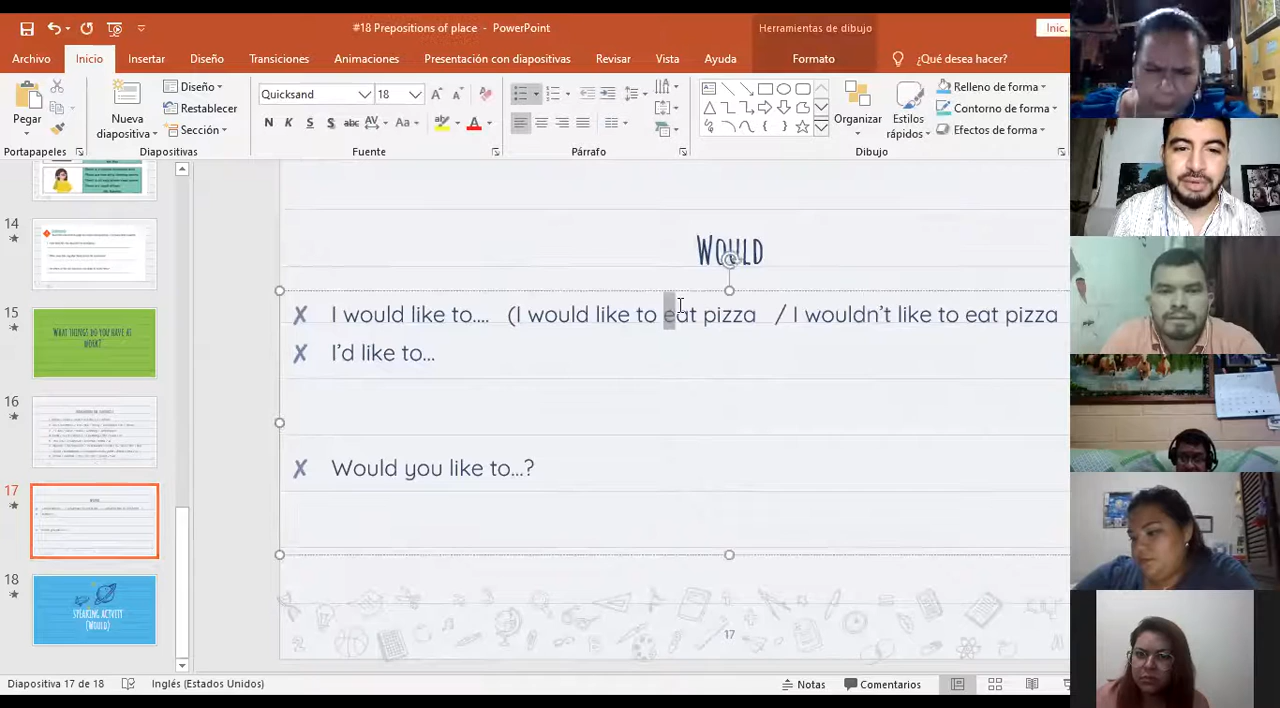 #18 Prepositions of place - PowerPoint
Herramientas de dibujo
Inic.
Archivo
Inicio
Insertar
Diseño
Transiciones
Animaciones
Presentación con diapositivas
Revisar
Vista
Ayuda
Formato
¿Qué desea hacer?
Pegar
Nueva
diapositiva
Diseño
Restablecer
Sección
Quicksand
18
Organizar
Estilos
rápidos
Relleno de forma
Contorno de forma
Efectos de forma
Portapapeles
Diapositivas
Fuente
Párrafo
Dibujo
14
15
WHAT THINGS DO YOU HAVE AT
WORK?
16
17
18
SPEAKING ACTIVITY
(WOULD)
WOULD
✗ I would like to.... (I would like to eat pizza / I wouldn't like to eat pizza
✗ I'd like to...
✗ Would you like to...?
17
Diapositiva 17 de 18
Inglés (Estados Unidos)
Notas
Comentarios